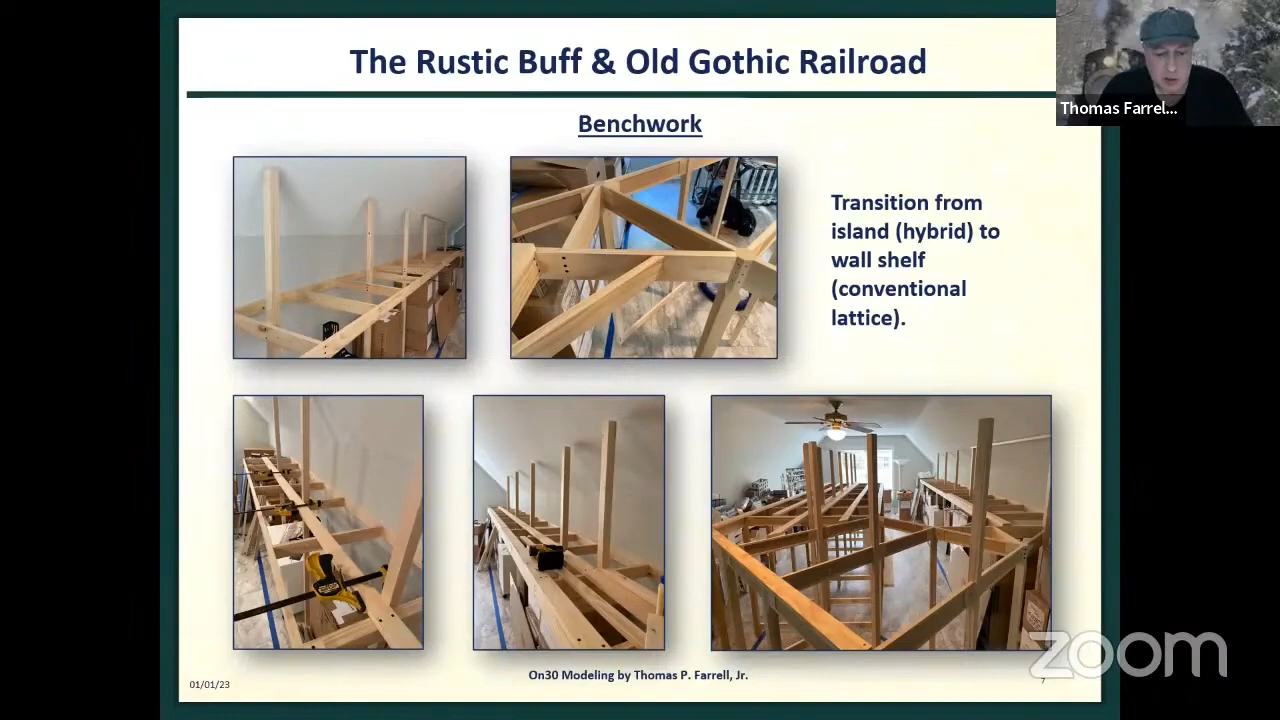 The Rustic Buff & Old Gothic Railroad
Thomas Farrel...
Benchwork
Transition from
island (hybrid) to
wall shelf
(conventional
lattice).
On30 Modeling by Thomas P. Farrell, Jr.
01/01/23
7
zoom